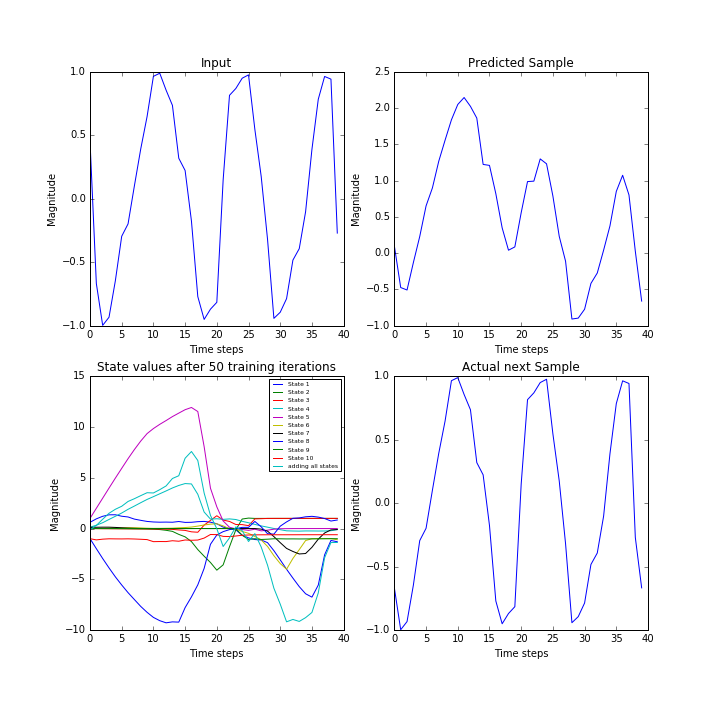 Input
Magnitude
1.0
0.5
0.0
−0.5
−1.0
0 5 10 15 20 25 30 35 40
Time steps
Predicted Sample
Magnitude
2.5
2.0
1.5
1.0
0.5
0.0
−0.5
−1.0
0 5 10 15 20 25 30 35 40
Time steps
State values after 50 training iterations
Magnitude
15
10
5
0
−5
−10
State 1
State 2
State 3
State 4
State 5
State 6
State 7
State 8
State 9
State 10
adding all states
0 5 10 15 20 25 30 35 40
Time steps
Actual next Sample
Magnitude
1.0
0.5
0.0
−0.5
−1.0
0 5 10 15 20 25 30 35 40
Time steps